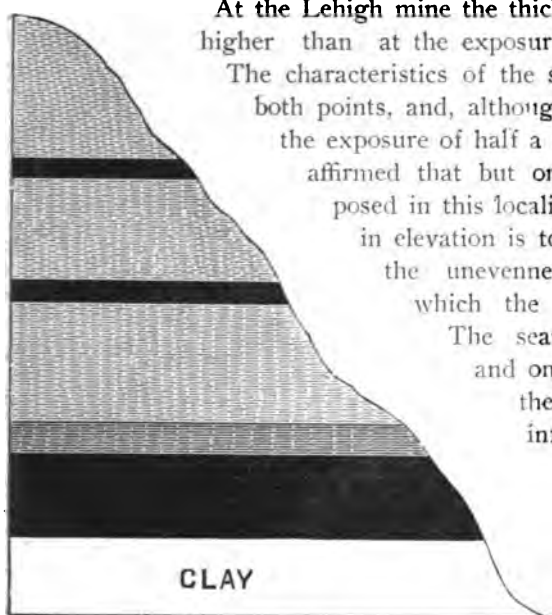 At the Lehigh mine the thic
higher than at the exposur
The characteristics of the s
both points, and, although
the exposure of half a
affirmed that but or
posed in this locali
in elevation is to
the unevenne
which the
The sea
and on
the
inf
CLAY